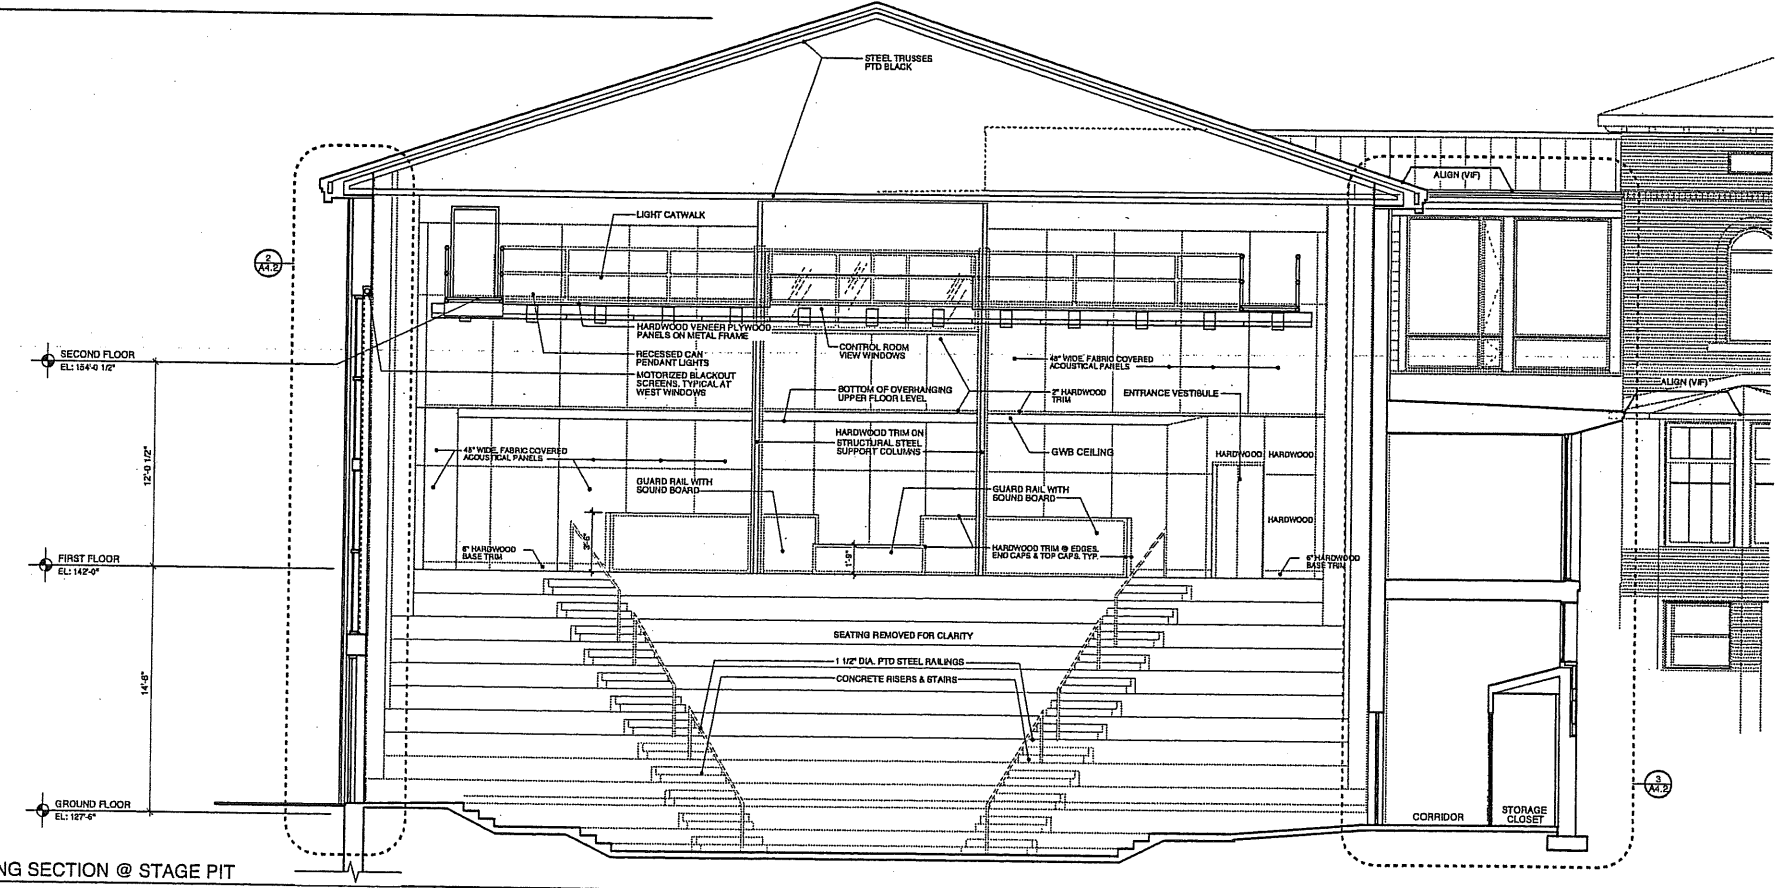 STEEL TRUSSES
PTD BLACK
ALIGN (VIF)
LIGHT CATWALK
2
A4.2
HARDWOOD VENEER PLYWOOD
PANELS ON METAL FRAME
CONTROL ROOM
VIEW WINDOWS
RECESSED CAN
PENDANT LIGHTS
48" WIDE, FABRIC COVERED
ACOUSTICAL PANELS
SECOND FLOOR
EL: 154'-0 1/2"
MOTORIZED BLACKOUT
SCREENS, TYPICAL AT
WEST WINDOWS
ALIGN (VIF)
BOTTOM OF OVERHANGING
UPPER FLOOR LEVEL
2" HARDWOOD
TRIM
ENTRANCE VESTIBULE
HARDWOOD TRIM ON
STRUCTURAL STEEL
SUPPORT COLUMNS
GWB CEILING
HARDWOOD
HARDWOOD
48" WIDE, FABRIC COVERED
ACOUSTICAL PANELS
12'-0 1/2"
GUARD RAIL WITH
SOUND BOARD
GUARD RAIL WITH
SOUND BOARD
HARDWOOD
3'-6"
1'-9"
6" HARDWOOD
BASE TRIM
HARDWOOD TRIM @ EDGES,
END CAPS & TOP CAPS, TYP.
6" HARDWOOD
BASE TRIM
FIRST FLOOR
EL: 142'-0"
SEATING REMOVED FOR CLARITY
1 1/2" DIA. PTD STEEL RAILINGS
CONCRETE RISERS & STAIRS
14'-6"
3
A4.2
GROUND FLOOR
EL: 127'-6"
CORRIDOR
STORAGE
CLOSET
NG SECTION @ STAGE PIT